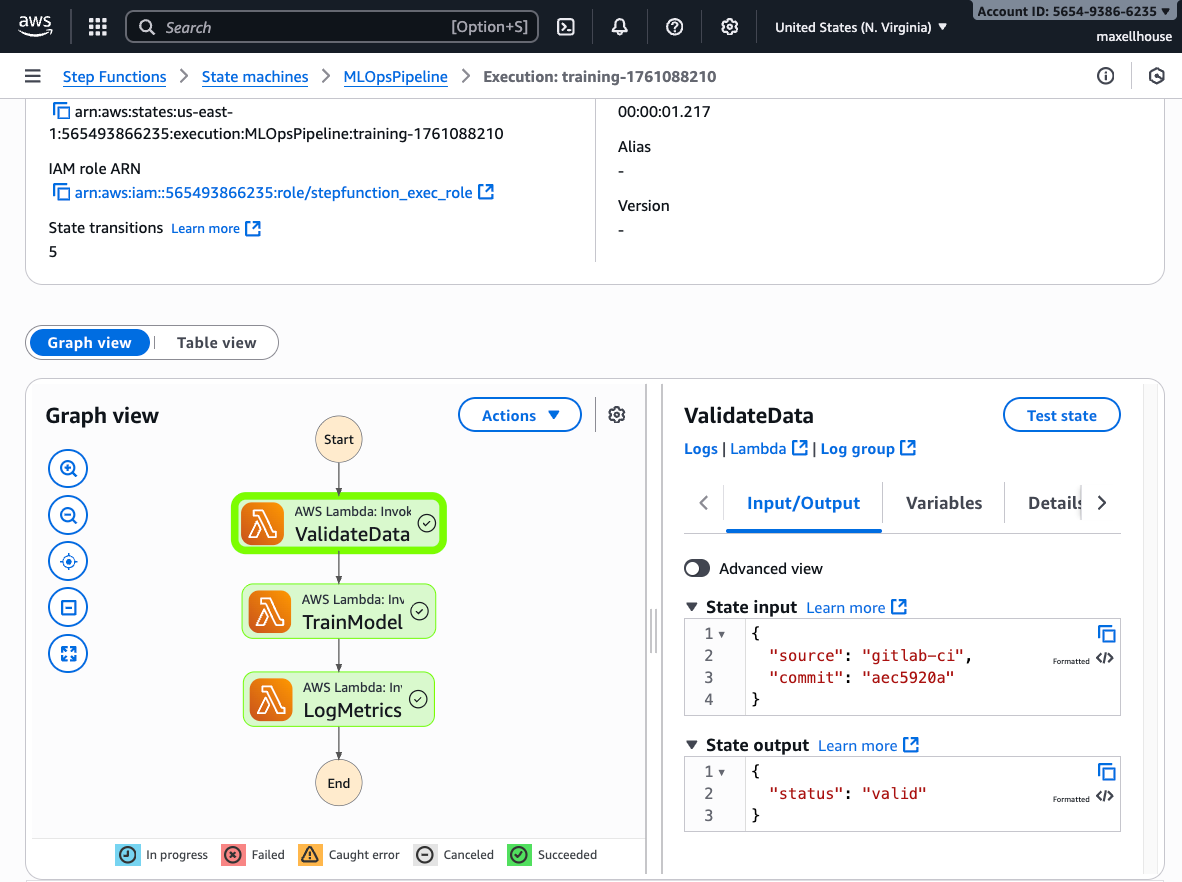 aws
Search
[Option+S]
United States (N. Virginia) ▼
Account ID: 5654-9386-6235 ▼
maxellhouse
Step Functions > State machines > MLOpsPipeline > Execution: training-1761088210
arn:aws:states:us-east-
1:565493866235:execution:MLOpsPipeline:training-1761088210
IAM role ARN
arn:aws:iam::565493866235:role/stepfunction_exec_role
State transitions Learn more
5
00:00:01.217
Alias
-
Version
-
Graph view | Table view
Graph view
Actions ▼
Start
AWS Lambda: Invok
ValidateData
AWS Lambda: Inv
TrainModel
AWS Lambda: In
LogMetrics
End
In progress Failed Caught error Canceled Succeeded
ValidateData
Test state
Logs | Lambda | Log group
Input/Output Variables Details
Advanced view
▼ State input Learn more
1 ▼ {
2 "source": "gitlab-ci",
3 "commit": "aec5920a"
4 }
Formatted </>
▼ State output Learn more
1 ▼ {
2 "status": "valid"
3 }
Formatted </>